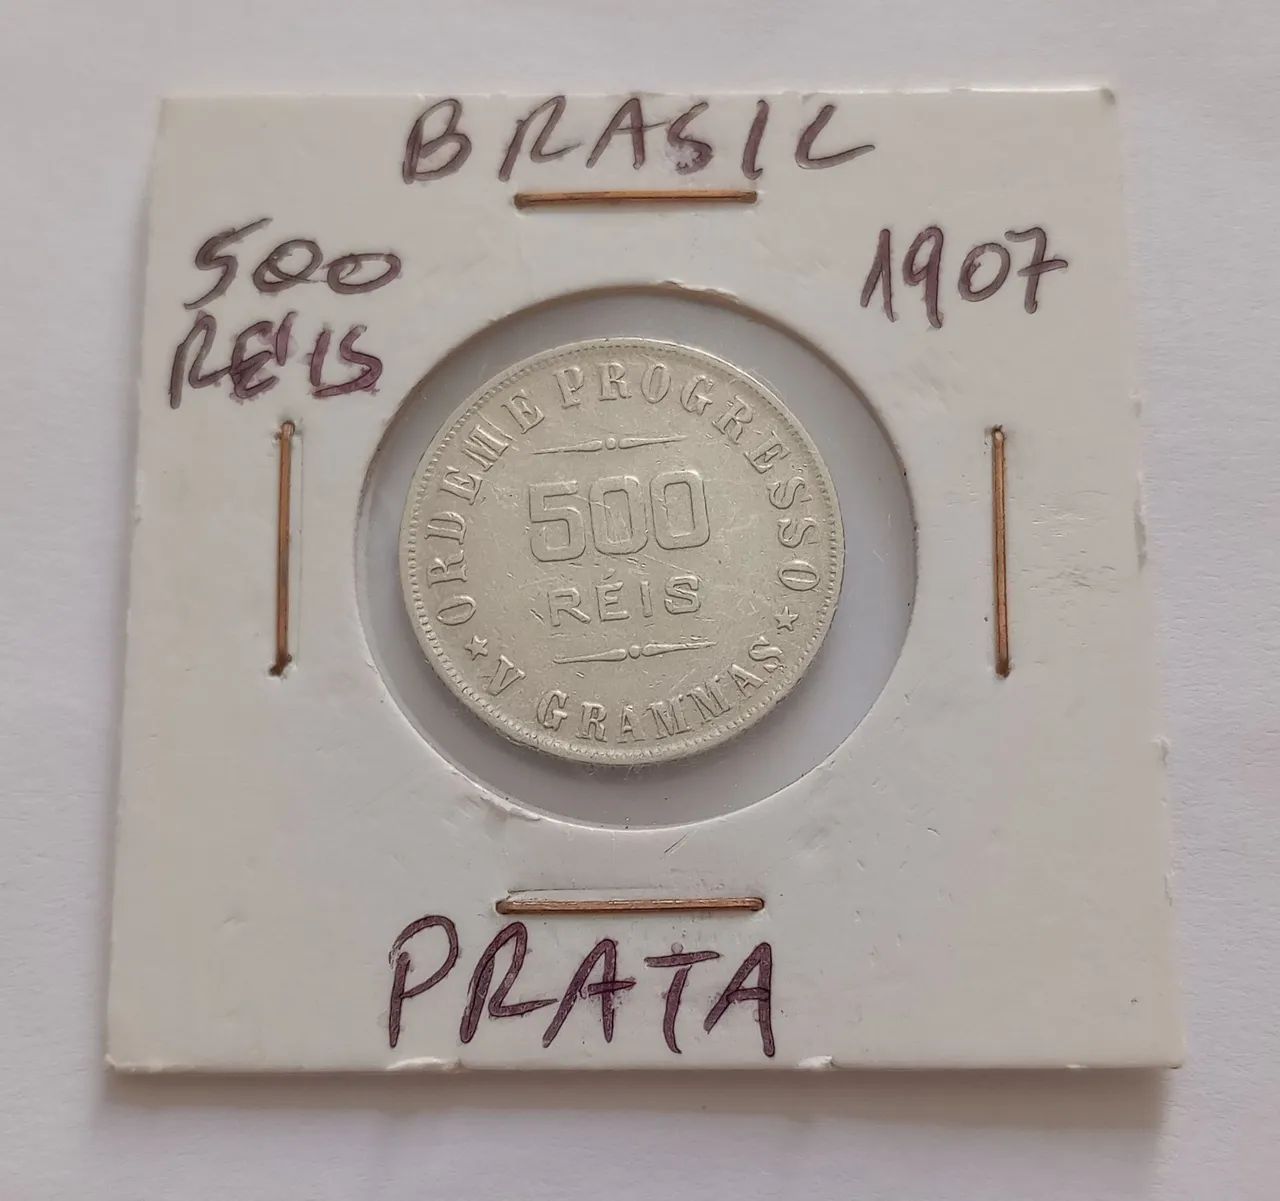 BRASIL
500
RÉIS
1907
ORDEM E PROGRESSO
500
RÉIS
★ V GRAMMAS ★
PRATA